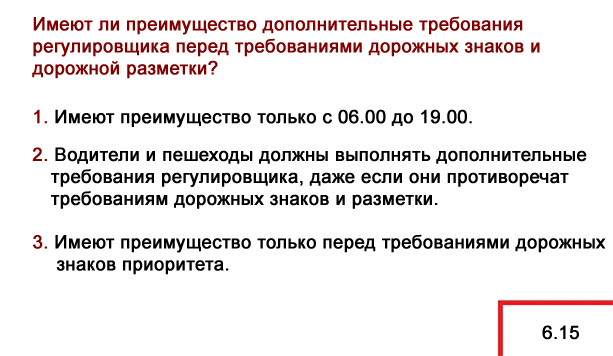 Имеют ли преимущество дополнительные требования
регулировщика перед требованиями дорожных знаков и
дорожной разметки?
1. Имеют преимущество только с 06.00 до 19.00.
2. Водители и пешеходы должны выполнять дополнительные
требования регулировщика, даже если они противоречат
требованиям дорожных знаков и разметки.
3. Имеют преимущество только перед требованиями дорожных
знаков приоритета.
6.15